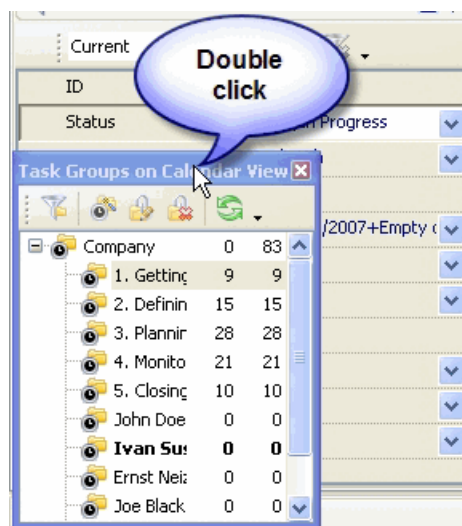 Current
Double
click
ID
Status
Progress
Task Groups on Calendar View
/2007+Empty
Company 0 83
1. Getting 9 9
2. Definin 15 15
3. Plannir 28 28
4. Monito 21 21
5. Closing 10 10
John Doe 0 0
Ivan Sus 0 0
Ernst Neiz 0 0
Joe Black 0 0